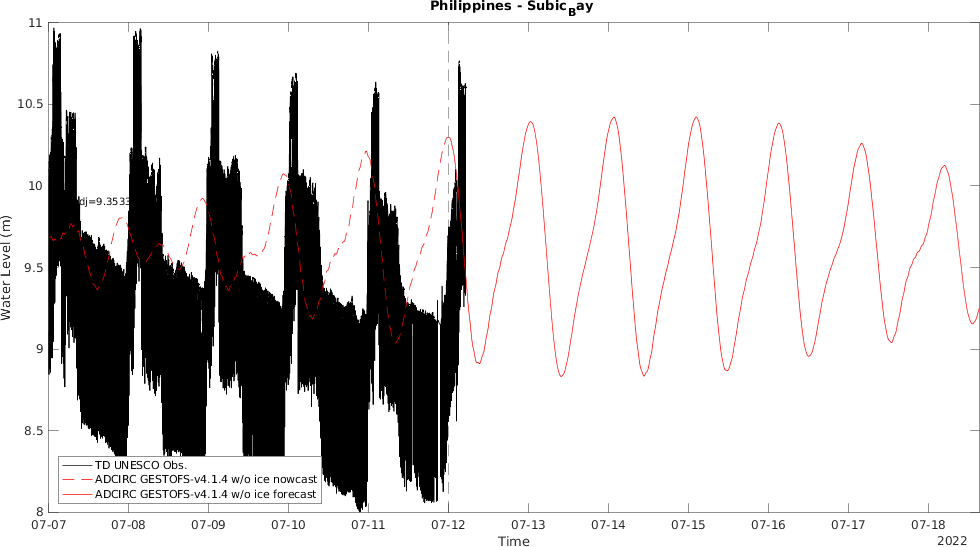 Philippines - Subic_Bay
11
10.5
10
9.5
9
8.5
8
Water Level (m)
dj=9.3533
TD UNESCO Obs.
ADCIRC GESTOFS-v4.1.4 w/o ice nowcast
ADCIRC GESTOFS-v4.1.4 w/o ice forecast
07-07 07-08 07-09 07-10 07-11 07-12 07-13 07-14 07-15 07-16 07-17 07-18
Time
2022